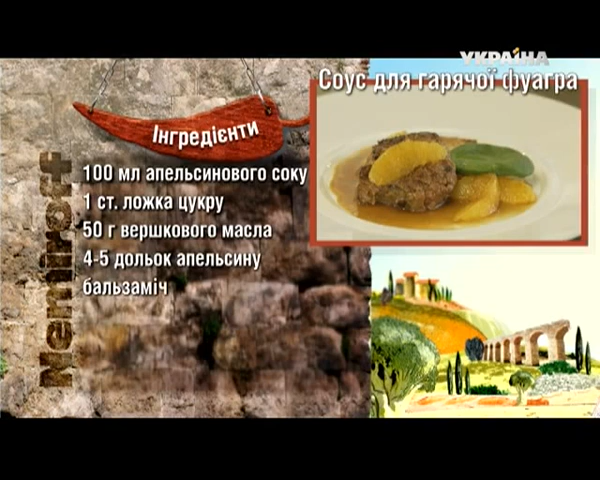 УКРАЇНА
Соус для гарячої фуагра
Інгредієнти
100 мл апельсинового соку
1 ст. ложка цукру
50 г вершкового масла
4-5 дольок апельсину
бальзаміч
Nemiroff